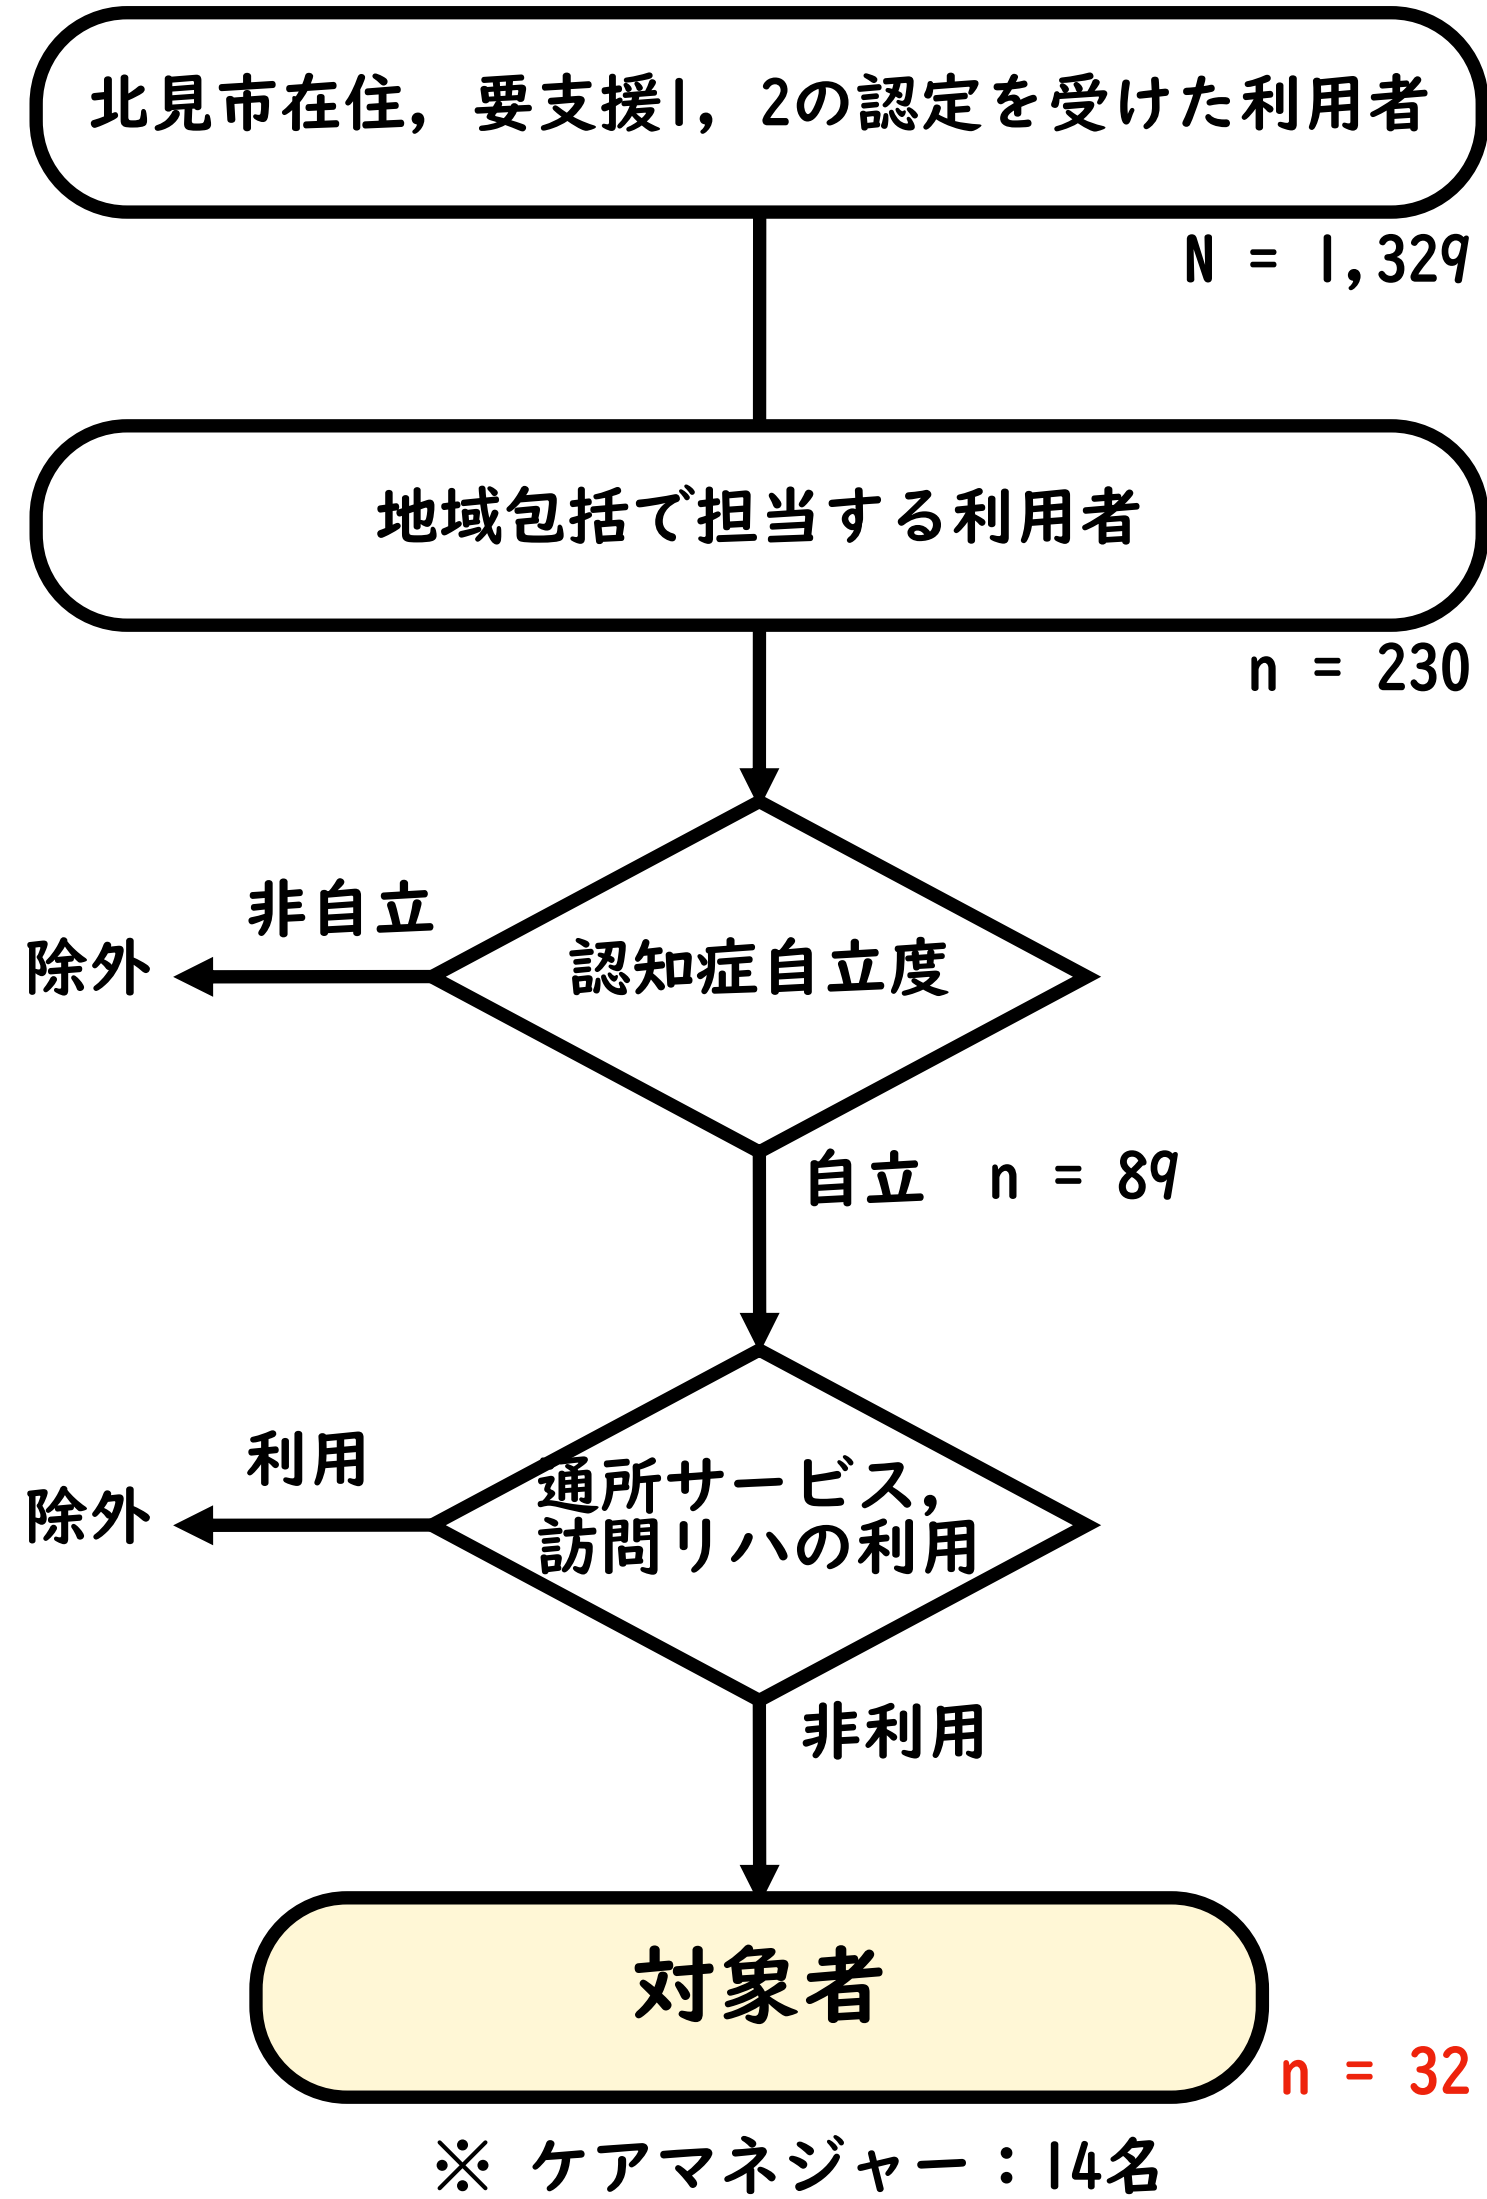 北見市在住，要支援1，2の認定を受けた利用者
N = 1,329
地域包括で担当する利用者
n = 230
非自立
除外
認知症自立度
自立 n = 89
利用
除外
通所サービス，
訪問リハの利用
非利用
対象者
n = 32
※ ケアマネジャー：14名